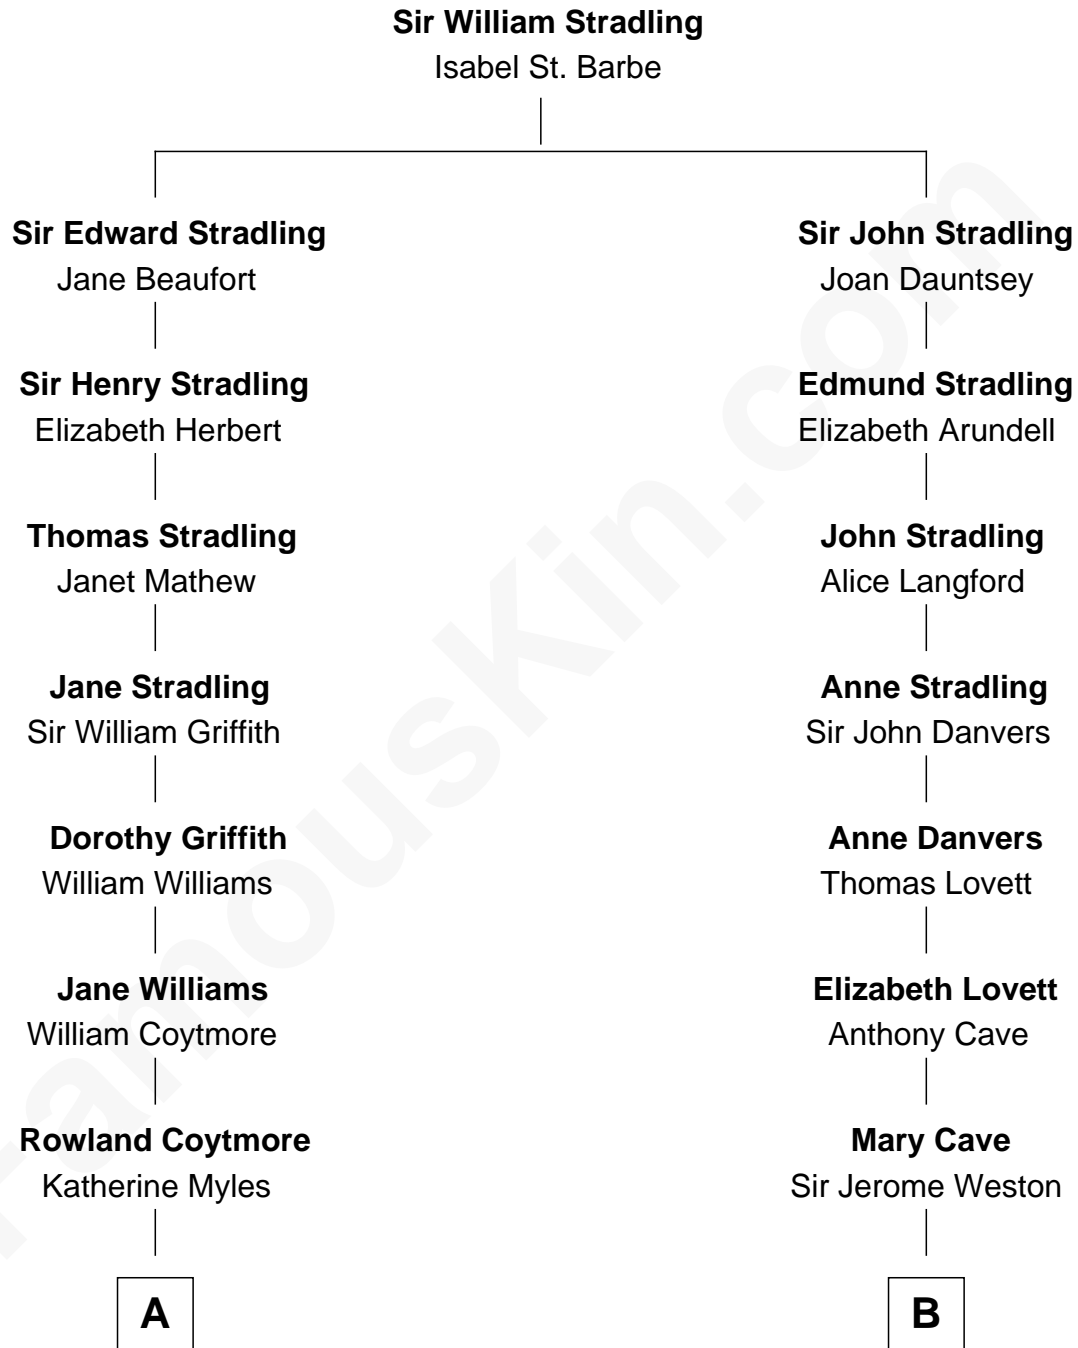 Sir William Stradling
Isabel St. Barbe
Sir Edward Stradling
Jane Beaufort
Sir John Stradling
Joan Dauntsey
Sir Henry Stradling
Elizabeth Herbert
Edmund Stradling
Elizabeth Arundell
Thomas Stradling
Janet Mathew
John Stradling
Alice Langford
Jane Stradling
Sir William Griffith
Anne Stradling
Sir John Danvers
Dorothy Griffith
William Williams
Anne Danvers
Thomas Lovett
Jane Williams
William Coytmore
Elizabeth Lovett
Anthony Cave
Rowland Coytmore
Katherine Myles
Mary Cave
Sir Jerome Weston
A
B
FamousKin.com